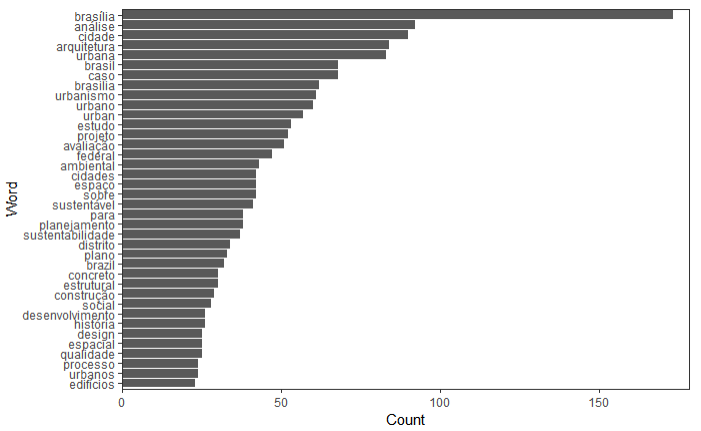 brasília
análise
cidade
arquitetura
urbana
brasil
caso
brasilia
urbanismo
urbano
urban
estudo
projeto
avaliação
federal
ambiental
cidades
espaço
sobre
sustentável
para
planejamento
sustentabilidade
distrito
plano
brazil
concreto
estrutural
construção
social
desenvolvimento
história
design
espacial
qualidade
processo
urbanos
edifícios
Word
0 50 100 150
Count